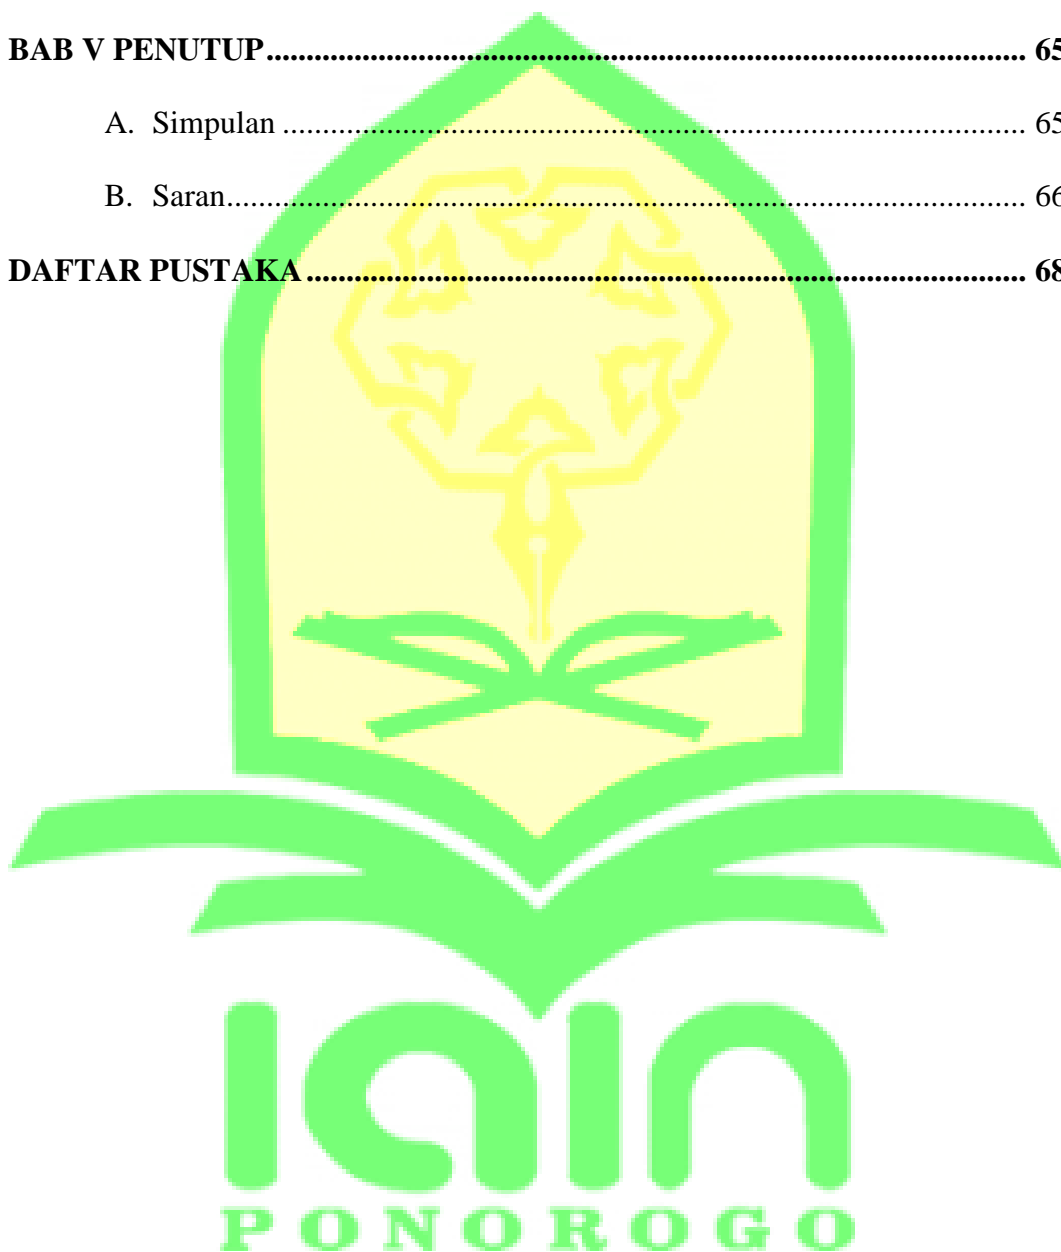 BAB V PENUTUP........................................................................................................................ 65
A. Simpulan ............................................................................................. 65
B. Saran.................................................................................................... 66
DAFTAR PUSTAKA .......................................................................................... 68
iain
PONOROGO